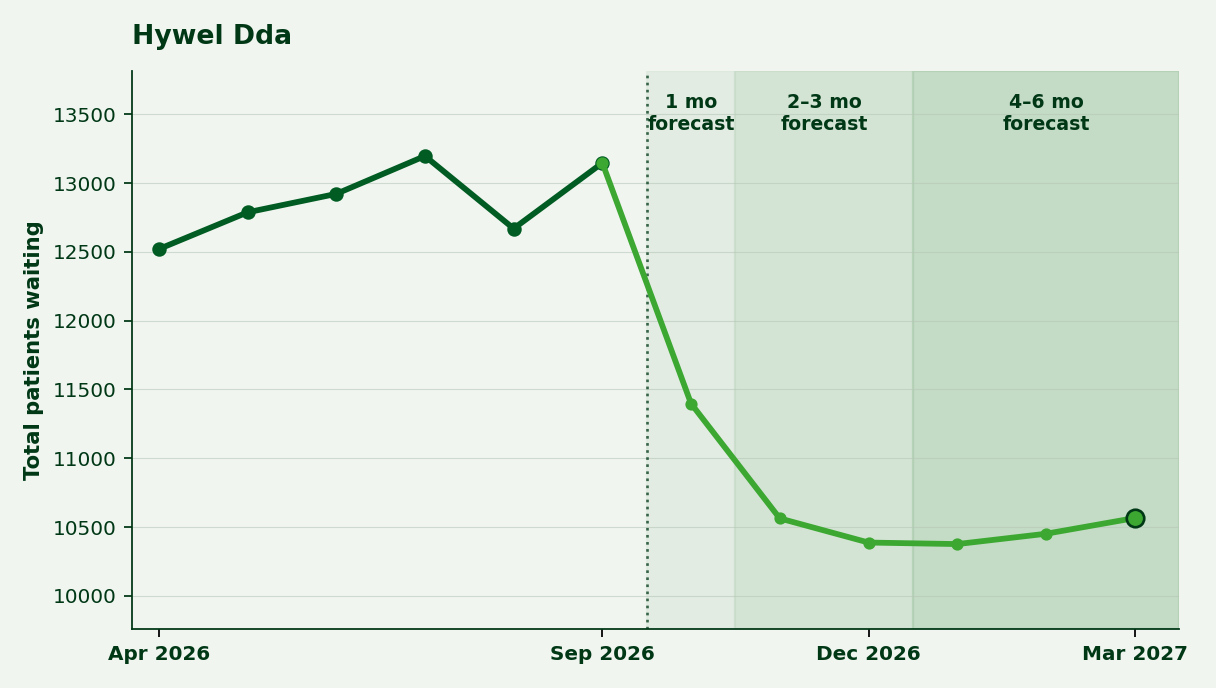 Hywel Dda
1 mo
forecast
2–3 mo
forecast
4–6 mo
forecast
Total patients waiting
13500
13000
12500
12000
11500
11000
10500
10000
Apr 2026
Sep 2026
Dec 2026
Mar 2027